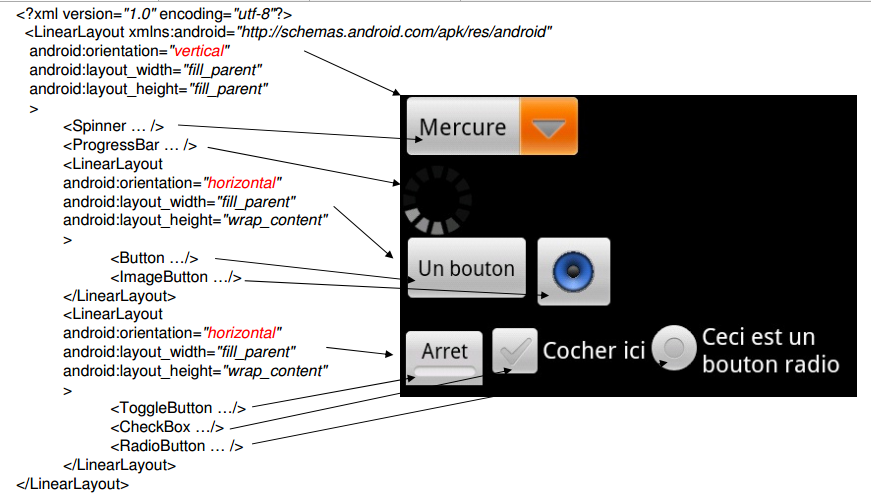 <?xml version="1.0" encoding="utf-8"?>
<LinearLayout xmlns:android="http://schemas.android.com/apk/res/android"
android:orientation="vertical"
android:layout_width="fill_parent"
android:layout_height="fill_parent"
>
<Spinner … />
<ProgressBar … />
<LinearLayout
android:orientation="horizontal"
android:layout_width="fill_parent"
android:layout_height="wrap_content"
>
<Button …/>
<ImageButton …/>
</LinearLayout>
<LinearLayout
android:orientation="horizontal"
android:layout_width="fill_parent"
android:layout_height="wrap_content"
>
<ToggleButton …/>
<CheckBox …/>
<RadioButton … />
</LinearLayout>
</LinearLayout>
Mercure
Un bouton
Arret
Cocher ici
Ceci est un
bouton radio